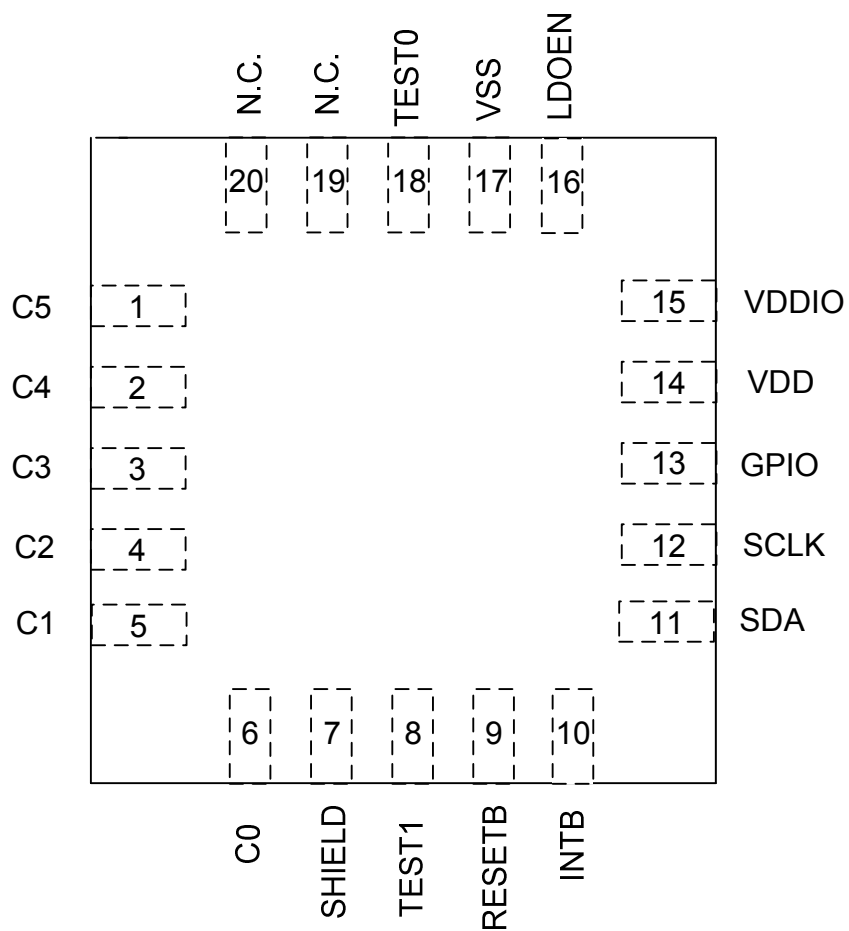 N.C.
N.C.
TEST0
VSS
LDOEN
20
19
18
17
16
C5 1
15 VDDIO
C4 2
14 VDD
C3 3
13 GPIO
C2 4
12 SCLK
C1 5
11 SDA
6
7
8
9
10
C0
SHIELD
TEST1
RESETB
INTB